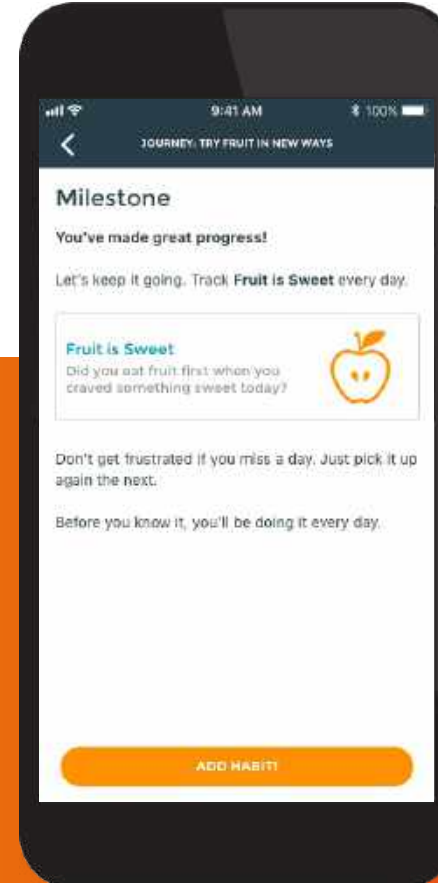 9:41 AM
100%
JOURNEY: TRY FRUIT IN NEW WAYS
Milestone
You've made great progress!
Let's keep it going. Track Fruit is Sweet every day.
Fruit is Sweet
Did you eat fruit first when you
craved something sweet today?
Don't get frustrated if you miss a day. Just pick it up
again the next.
Before you know it, you'll be doing it every day.
ADD HABIT!